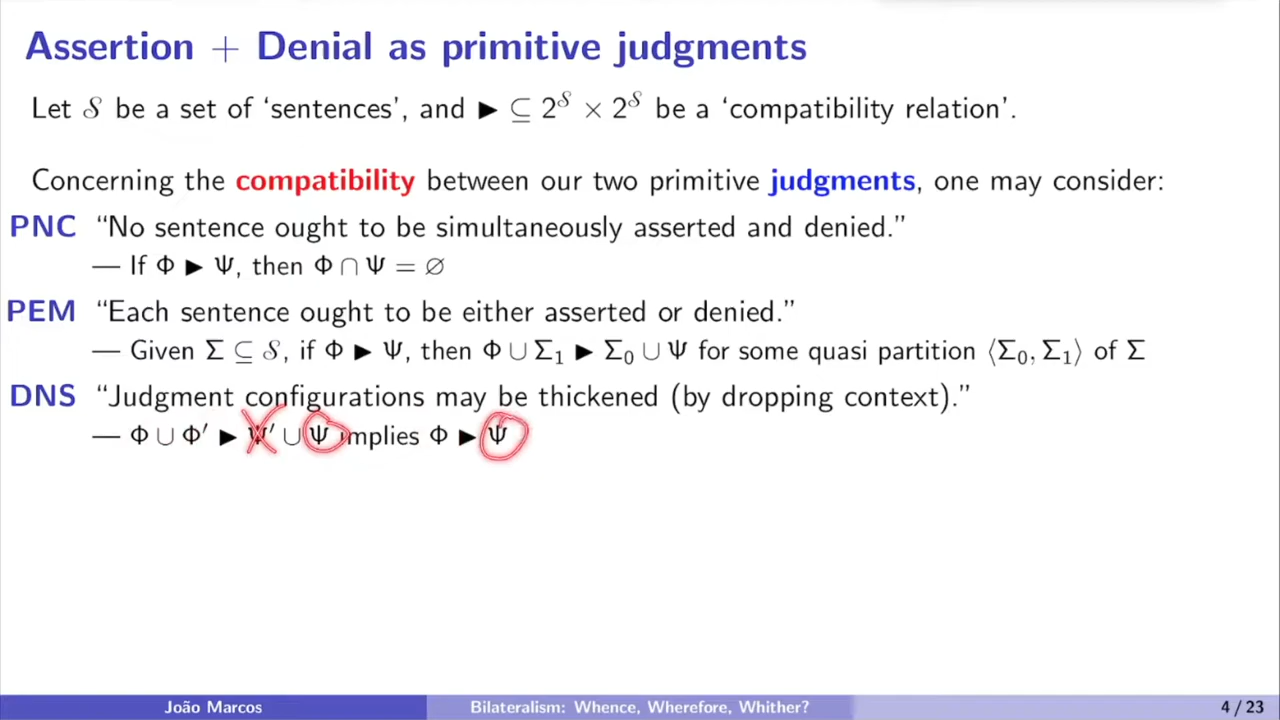 Assertion + Denial as primitive judgments
Let 𝒮 be a set of ‘sentences’, and ▶ ⊆ 2^𝒮 × 2^𝒮 be a ‘compatibility relation’.
Concerning the compatibility between our two primitive judgments, one may consider:
PNC “No sentence ought to be simultaneously asserted and denied.”
— If Φ ▶ Ψ, then Φ ∩ Ψ = ∅
PEM “Each sentence ought to be either asserted or denied.”
— Given Σ ⊆ 𝒮, if Φ ▶ Ψ, then Φ ∪ Σ₁ ▶ Σ₀ ∪ Ψ for some quasi partition ⟨Σ₀, Σ₁⟩ of Σ
DNS “Judgment configurations may be thickened (by dropping context).”
— Φ ∪ Φ′ ▶ Ψ′ ∪ Ψ implies Φ ▶ Ψ
João Marcos
Bilateralism: Whence, Wherefore, Whither?
4 / 23